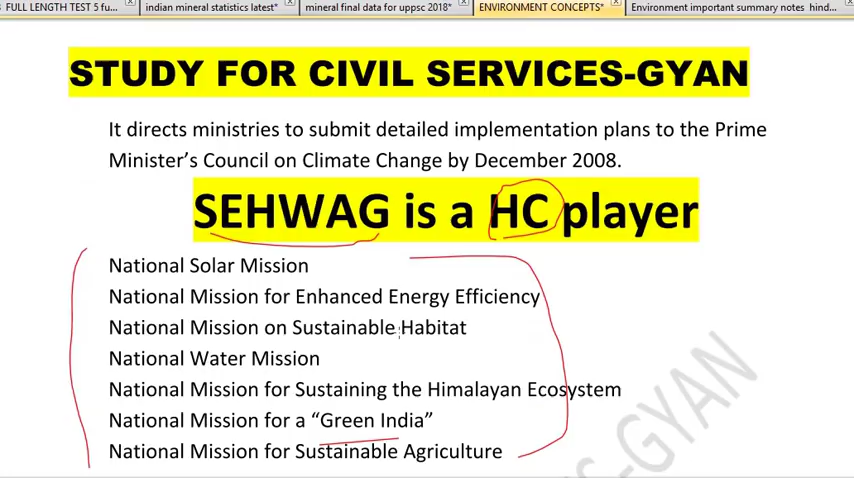 FULL LENGTH TEST 5 fu...
indian mineral statistics latest*
mineral final data for uppsc 2018*
ENVIRONMENT CONCEPTS*
Environment important summary notes hind...
STUDY FOR CIVIL SERVICES-GYAN
It directs ministries to submit detailed implementation plans to the Prime
Minister's Council on Climate Change by December 2008.
SEHWAG is a HC player
National Solar Mission
National Mission for Enhanced Energy Efficiency
National Mission on Sustainable Habitat
National Water Mission
National Mission for Sustaining the Himalayan Ecosystem
National Mission for a “Green India”
National Mission for Sustainable Agriculture
S-GYAN